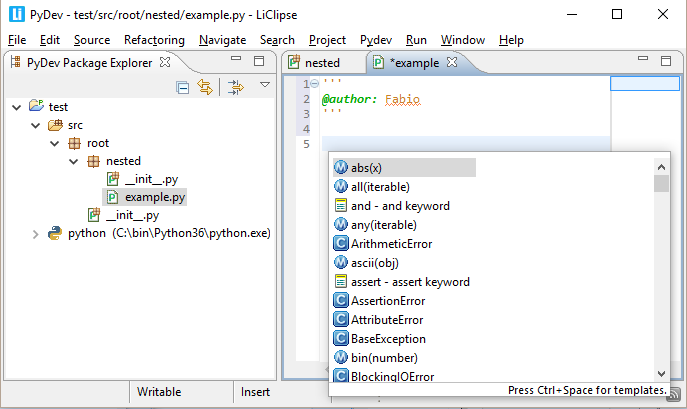 PyDev - test/src/root/nested/example.py - LiClipse
File Edit Source Refactoring Navigate Search Project Pydev Run Window Help
PyDev Package Explorer
test
src
root
nested
__init__.py
example.py
__init__.py
python (C:\bin\Python36\python.exe)
nested *example
1 '''
2 @author: Fabio
3 '''
4
5
abs(x)
all(iterable)
and - and keyword
any(iterable)
ArithmeticError
ascii(obj)
assert - assert keyword
AssertionError
AttributeError
BaseException
bin(number)
BlockingIOError
Press Ctrl+Space for templates.
Writable Insert